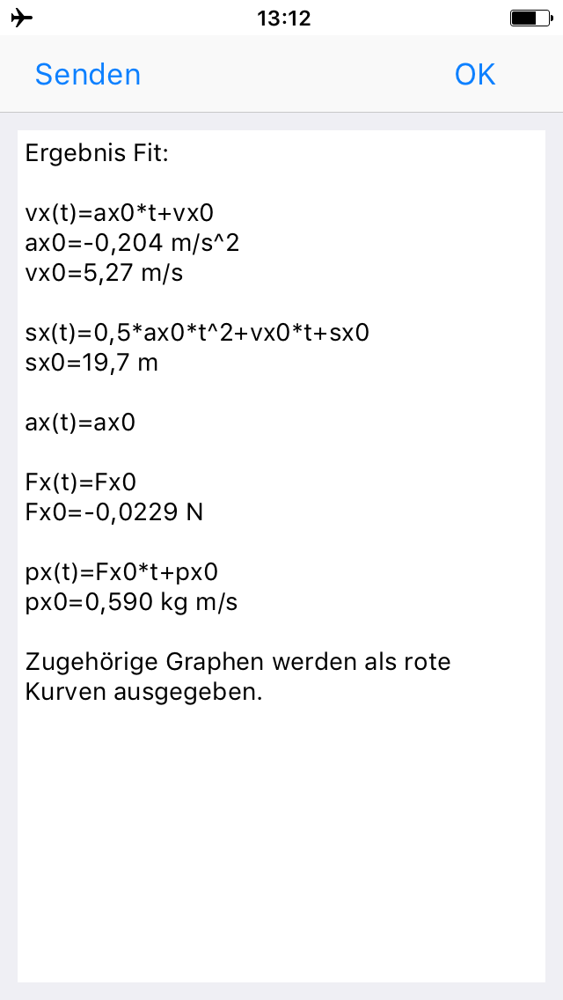 13:12
Senden OK
Ergebnis Fit:
vx(t)=ax0*t+vx0
ax0=-0,204 m/s^2
vx0=5,27 m/s
sx(t)=0,5*ax0*t^2+vx0*t+sx0
sx0=19,7 m
ax(t)=ax0
Fx(t)=Fx0
Fx0=-0,0229 N
px(t)=Fx0*t+px0
px0=0,590 kg m/s
Zugehörige Graphen werden als rote
Kurven ausgegeben.